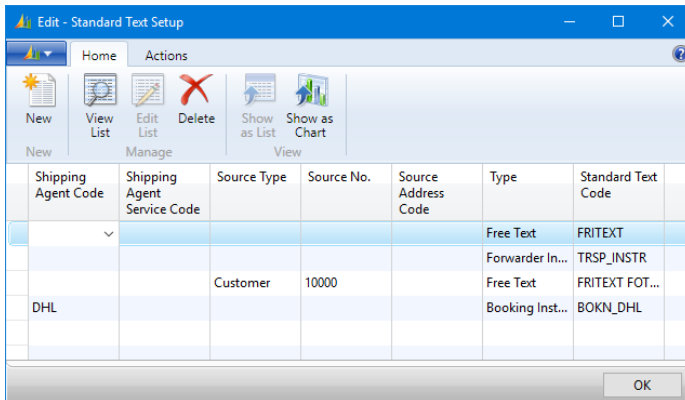 Edit - Standard Text Setup
Home Actions
New View List Edit List Delete Show as List Show as Chart
New Manage View
Shipping Agent Code Shipping Agent Service Code Source Type Source No. Source Address Code Type Standard Text Code
Free Text FRITEXT
Forwarder In... TRSP_INSTR
Customer 10000 Free Text FRITEXT FOT...
DHL Booking Inst... BOKN_DHL
OK